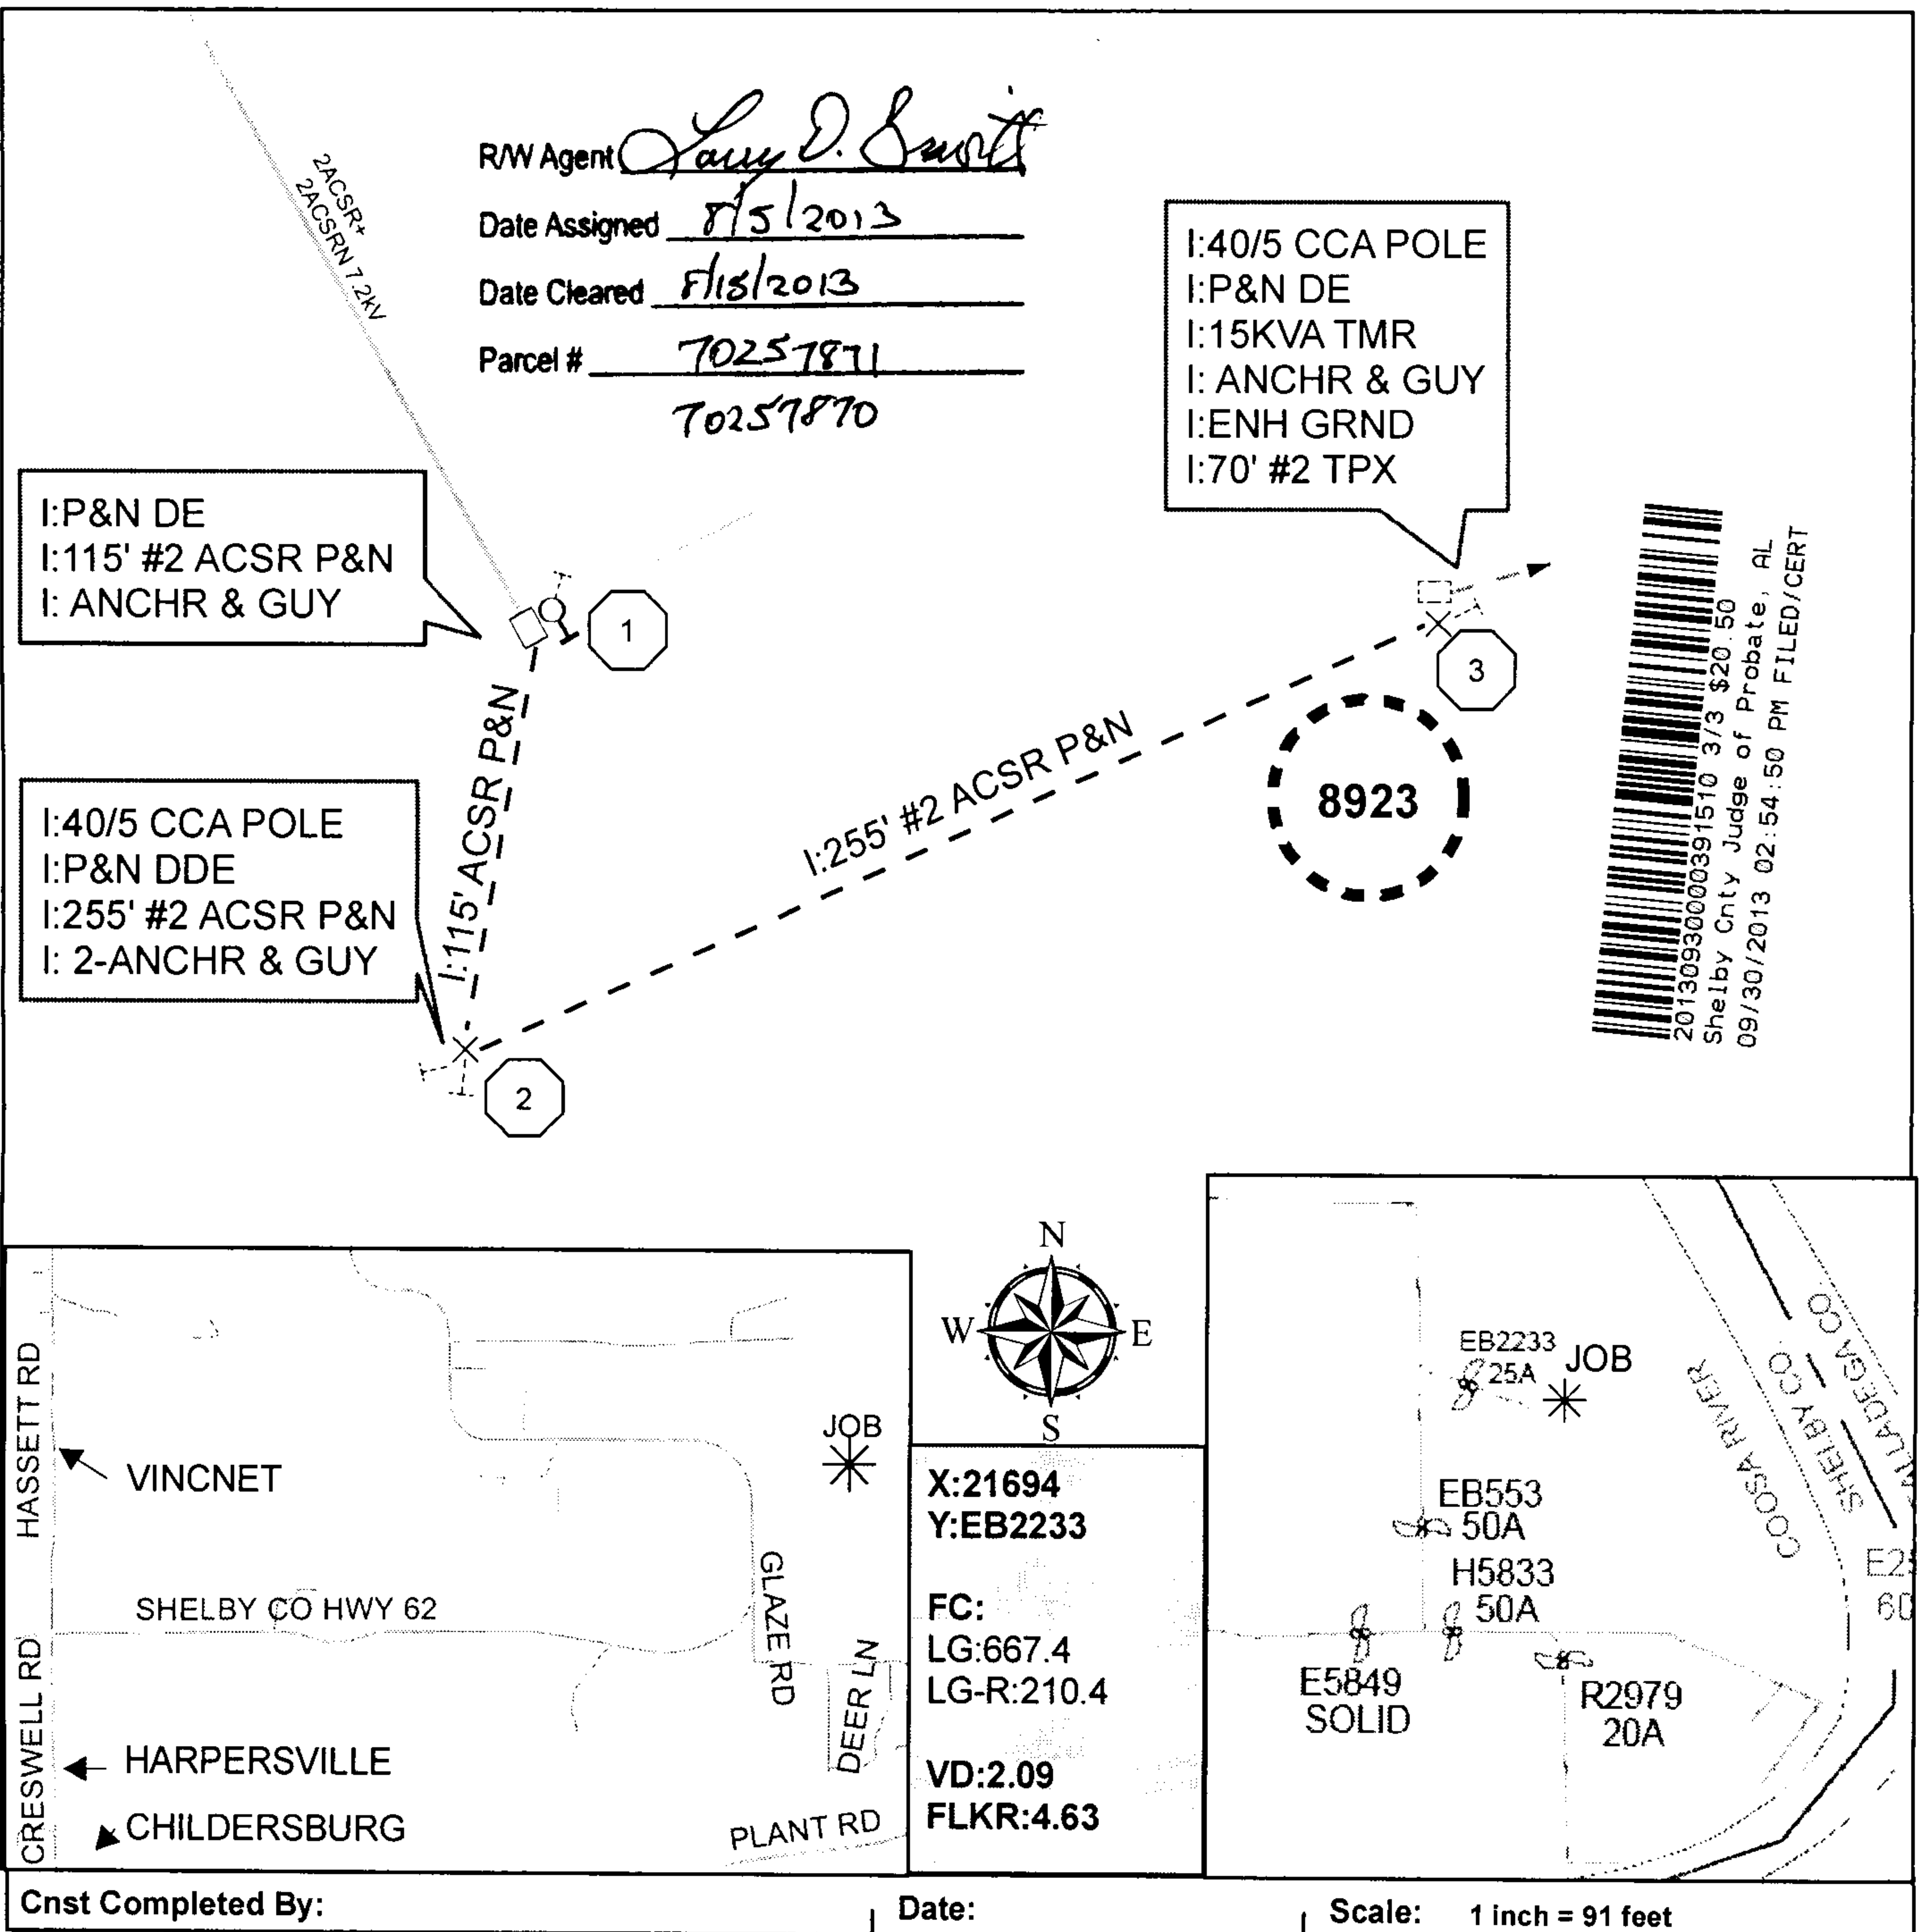 R/W Agent Larry D. Smith
Date Assigned 8/5/2013
Date Cleared 8/15/2013
Parcel # 70257871
70257870
2ACSR+
2ACSRN 7.2kV
I:40/5 CCA POLE
I:P&N DE
I:15KVA TMR
I: ANCHR & GUY
I:ENH GRND
I:70' #2 TPX
I:P&N DE
I:115' #2 ACSR P&N
I: ANCHR & GUY
1
3
I:115' ACSR P&N
I:255' #2 ACSR P&N
8923
I:40/5 CCA POLE
I:P&N DDE
I:255' #2 ACSR P&N
I: 2-ANCHR & GUY
2
20130930000391510 3/3 $20.50
Shelby Cnty Judge of Probate, AL
09/30/2013 02:54:50 PM FILED/CERT
HASSETT RD
VINCNET
JOB
SHELBY CO HWY 62
GLAZE RD
DEER LN
CRESWELL RD
HARPERSVILLE
CHILDERSBURG
PLANT RD
N
W
E
S
X:21694
Y:EB2233
FC:
LG:667.4
LG-R:210.4
VD:2.09
FLKR:4.63
EB2233
25A
JOB
COOSA RIVER
SHELBY CO.
LADEGA CO.
EB553
50A
H5833
50A
E5849
SOLID
R2979
20A
60
Cnst Completed By:
Date:
Scale: 1 inch = 91 feet